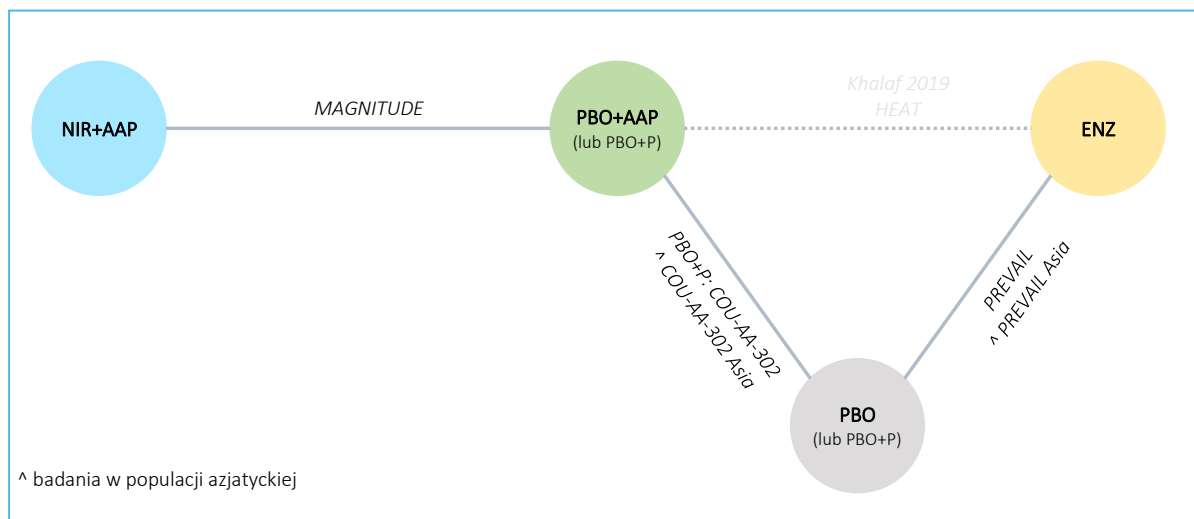 NIR+AAP
MAGNITUDE
PBO+AAP
(lub PBO+P)
Khalaf 2019
HEAT
ENZ
PBO+P: COU-AA-302
^ COU-AA-302 Asia
PREVAIL
^ PREVAIL Asia
PBO
(lub PBO+P)
^ badania w populacji azjatyckiej